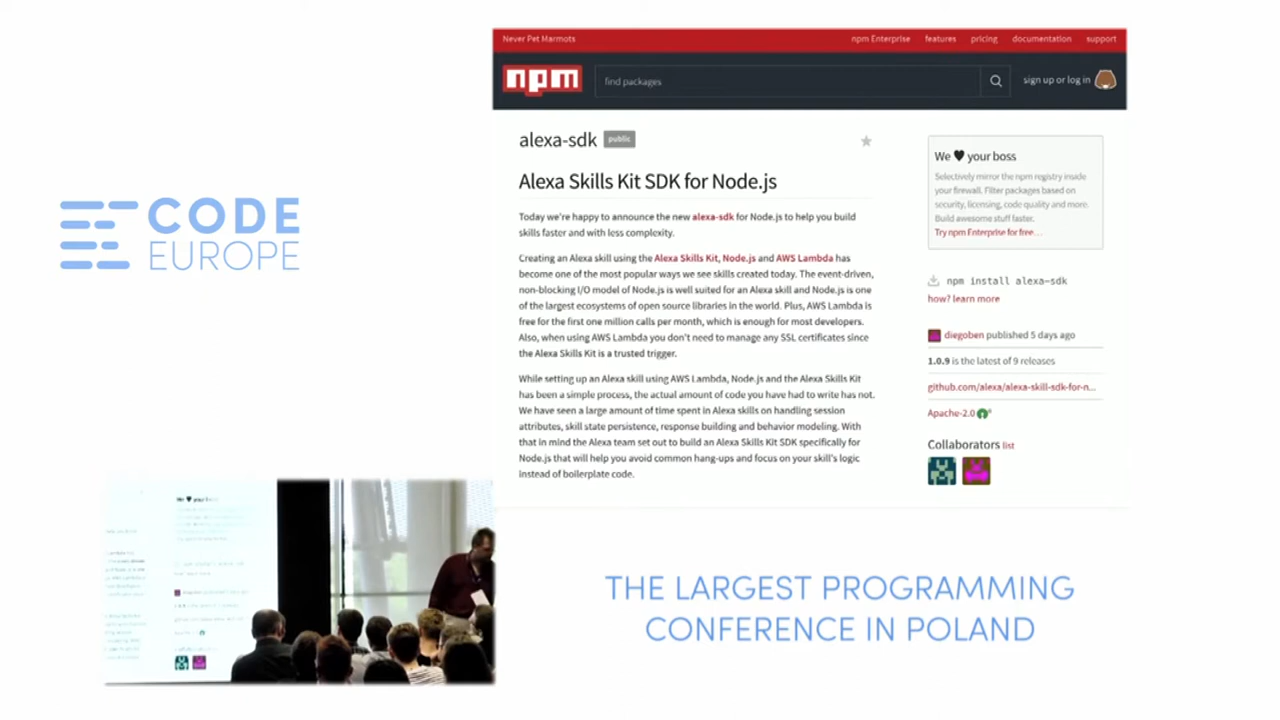 Never Pet Marmots
npm Enterprise features pricing documentation support
npm
find packages
sign up or log in
alexa-sdk public
Alexa Skills Kit SDK for Node.js
Today we're happy to announce the new alexa-sdk for Node.js to help you build
skills faster and with less complexity.
Creating an Alexa skill using the Alexa Skills Kit, Node.js and AWS Lambda has
become one of the most popular ways we see skills created today. The event-driven,
non-blocking I/O model of Node.js is well suited for an Alexa skill and Node.js is one
of the largest ecosystems of open source libraries in the world. Plus, AWS Lambda is
free for the first one million calls per month, which is enough for most developers.
Also, when using AWS Lambda you don't need to manage any SSL certificates since
the Alexa Skills Kit is a trusted trigger.
While setting up an Alexa skill using AWS Lambda, Node.js and the Alexa Skills Kit
has been a simple process, the actual amount of code you have had to write has not.
We have seen a large amount of time spent in Alexa skills on handling session
attributes, skill state persistence, response building and behavior modeling. With
that in mind the Alexa team set out to build an Alexa Skills Kit SDK specifically for
Node.js that will help you avoid common hang-ups and focus on your skill's logic
instead of boilerplate code.
We ♥ your boss
Selectively mirror the npm registry inside
your firewall. Filter packages based on
security, licensing, code quality and more.
Build awesome stuff faster.
Try npm Enterprise for free…
npm install alexa-sdk
how? learn more
diegoben published 5 days ago
1.0.9 is the latest of 9 releases
github.com/alexa/alexa-skill-sdk-for-n...
Apache-2.0
Collaborators list
CODE
EUROPE
We ♥ your boss
THE LARGEST PROGRAMMING
CONFERENCE IN POLAND